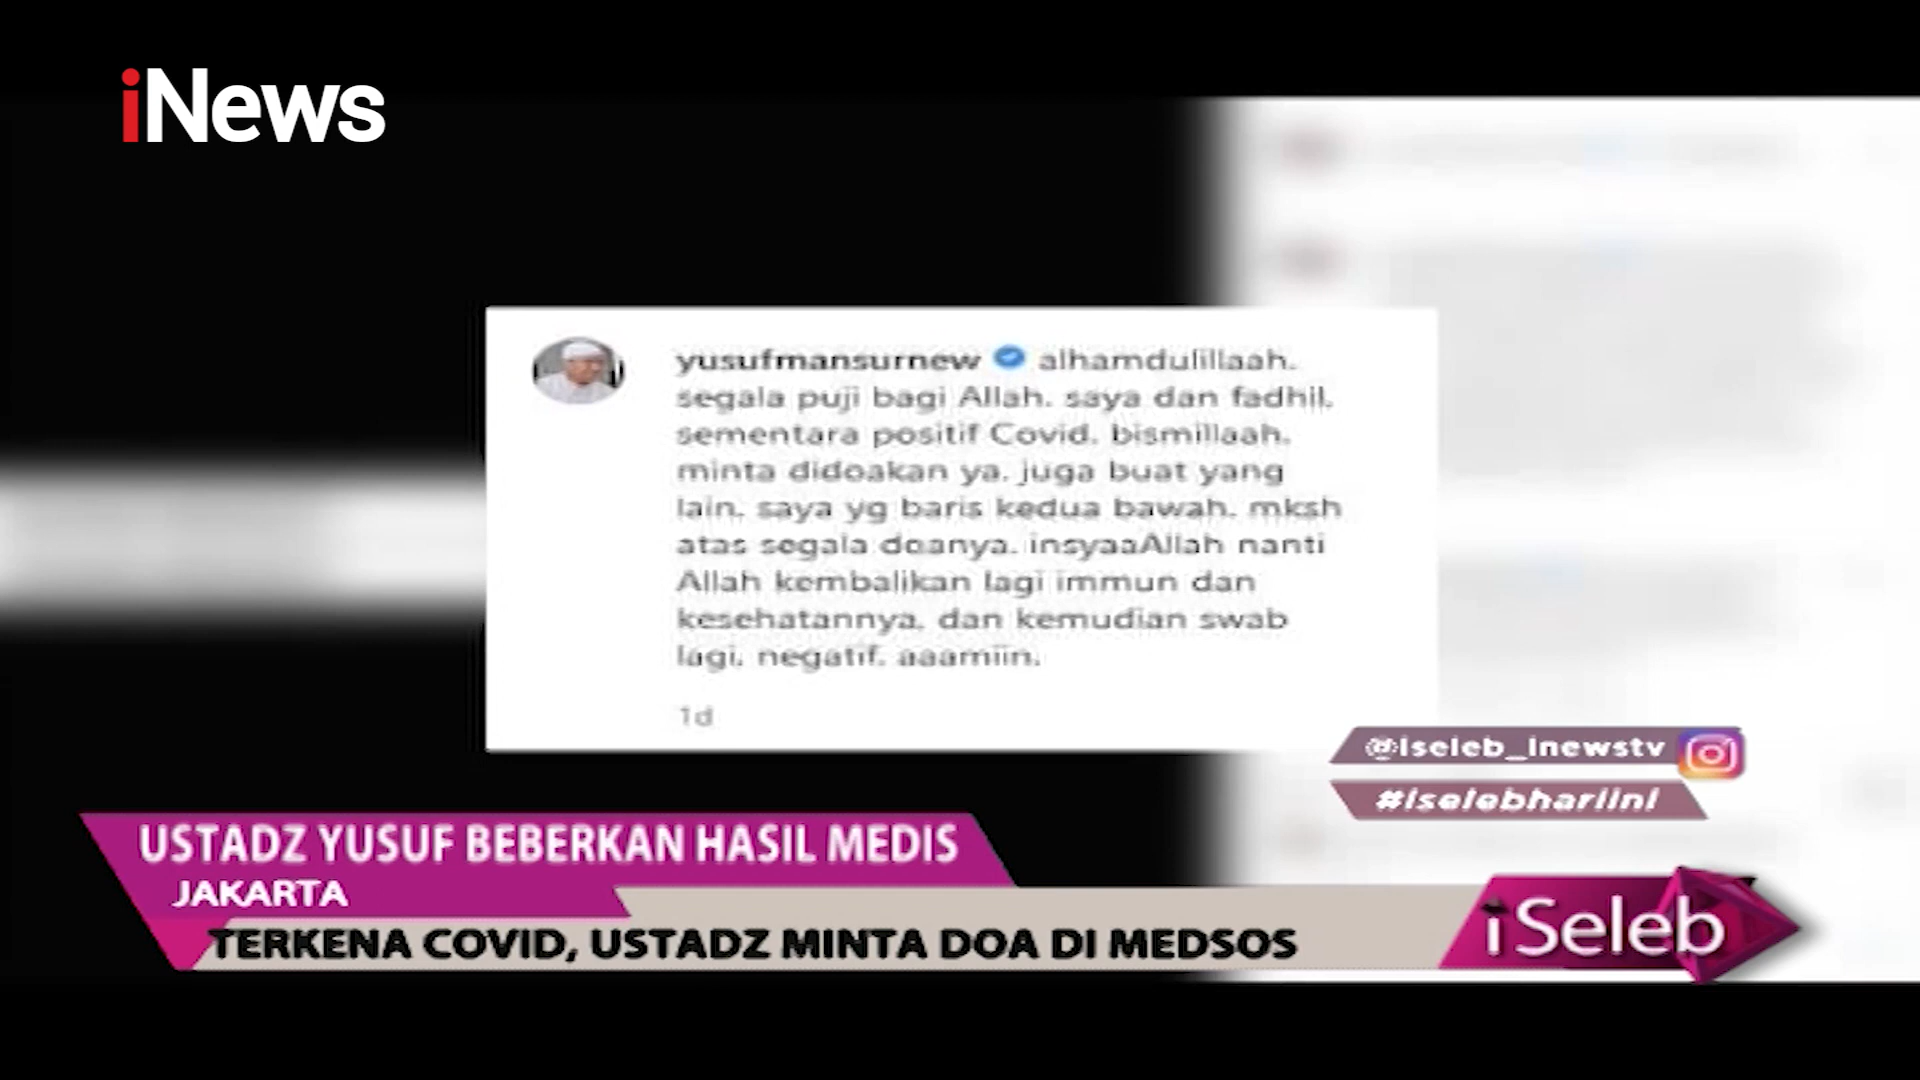 iNews
yusufmansurnew alhamdulillaah.
segala puji bagi Allah. saya dan fadhil,
sementara positif Covid. bismillaah.
minta didoakan ya. juga buat yang
lain. saya yg baris kedua bawah. mksh
atas segala doanya. insyaaAllah nanti
Allah kembalikan lagi immun dan
kesehatannya. dan kemudian swab
lagi. negatif. aaamiin.
1d
@iseleb_inewstv
#iselebhariini
USTADZ YUSUF BEBERKAN HASIL MEDIS
JAKARTA
TERKENA COVID, USTADZ MINTA DOA DI MEDSOS
iSeleb